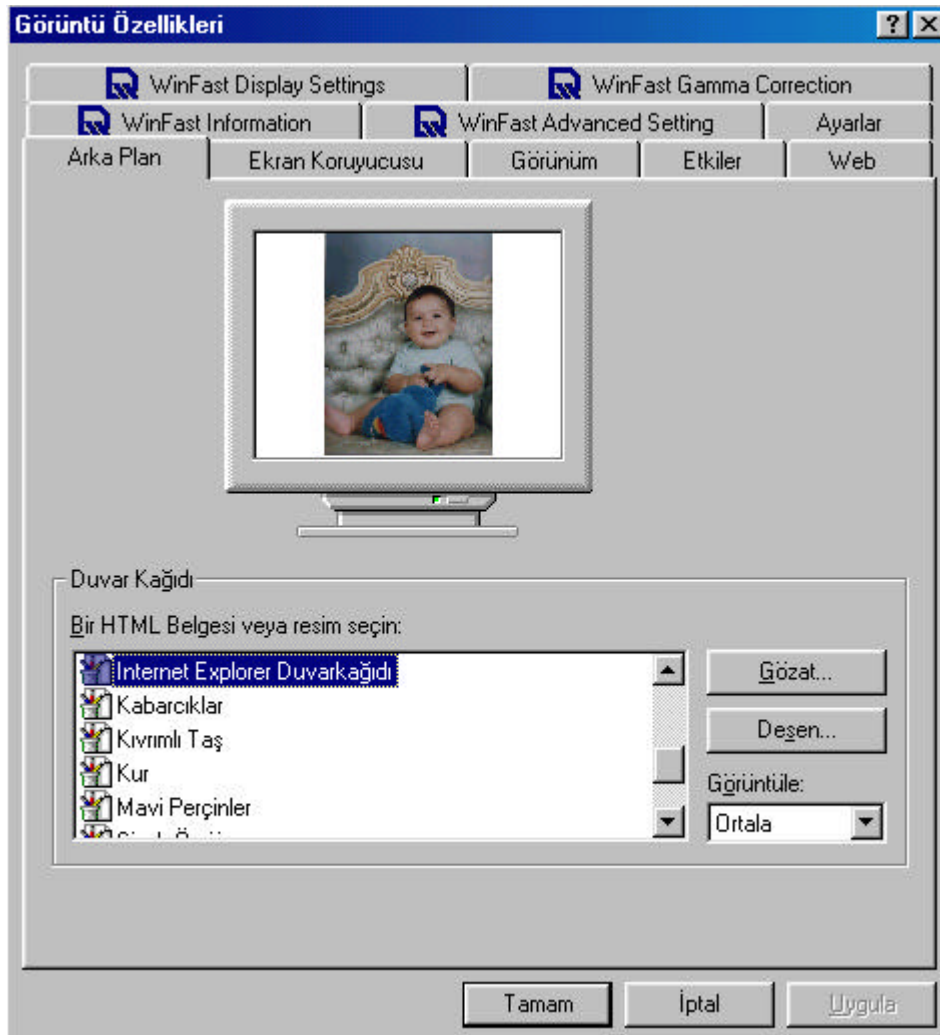 Görüntü Özellikleri
WinFast Display Settings WinFast Gamma Correction
WinFast Information WinFast Advanced Setting Ayarlar
Arka Plan Ekran Koruyucusu Görünüm Etkiler Web
Duvar Kağıdı
Bir HTML Belgesi veya resim seçin:
Internet Explorer Duvarkağıdı
Gözat...
Kabarcıklar
Kıvrımlı Taş
Deşen...
Kur
Görüntüle:
Mavi Perçinler
Ortala
Tamam İptal Uygula